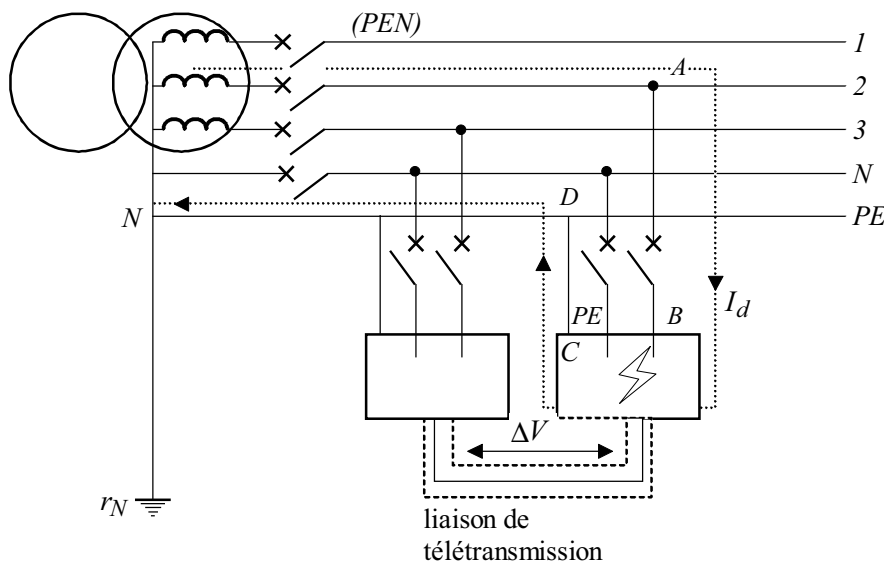 (PEN)
1
A
2
3
N
D
N
PE
I_d
PE
B
C
ΔV
r_N
liaison de
télétransmission